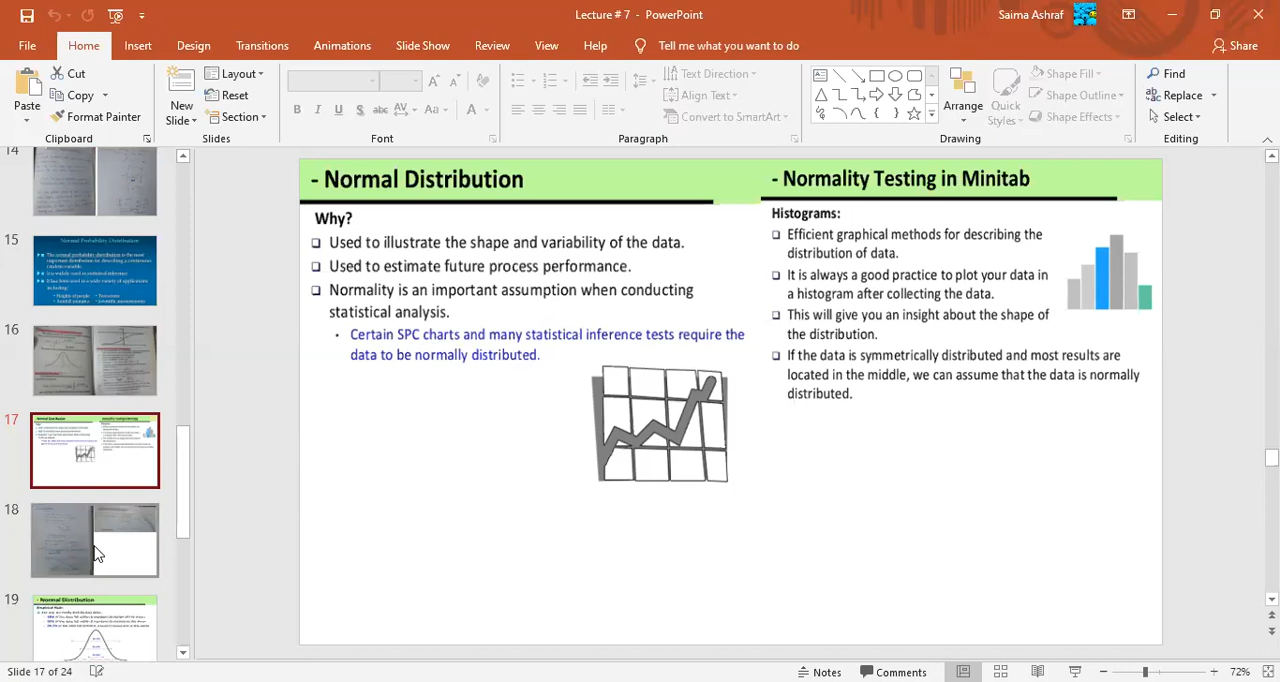 Lecture # 7 - PowerPoint
Saima Ashraf
File Home Insert Design Transitions Animations Slide Show Review View Help Tell me what you want to do Share
Paste
Cut
Copy
Format Painter
Clipboard
New Slide
Layout
Reset
Section
Slides
B I U S abc AV Aa A
Font
Text Direction
Align Text
Convert to SmartArt
Paragraph
Arrange
Quick Styles
Shape Fill
Shape Outline
Shape Effects
Drawing
Find
Replace
Select
Editing
14
15
Normal Probability Distribution
16
17
18
19
- Normal Distribution
- Normal Distribution
Why?
Used to illustrate the shape and variability of the data.
Used to estimate future process performance.
Normality is an important assumption when conducting
statistical analysis.
Certain SPC charts and many statistical inference tests require the
data to be normally distributed.
- Normality Testing in Minitab
Histograms:
Efficient graphical methods for describing the
distribution of data.
It is always a good practice to plot your data in
a histogram after collecting the data.
This will give you an insight about the shape of
the distribution.
If the data is symmetrically distributed and most results are
located in the middle, we can assume that the data is normally
distributed.
Slide 17 of 24
Notes
Comments
72%